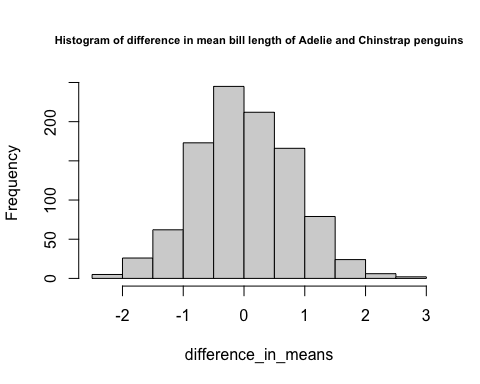 Histogram of difference in mean bill length of Adelie and Chinstrap penguins
Frequency
200
100
50
0
-2 -1 0 1 2 3
difference_in_means